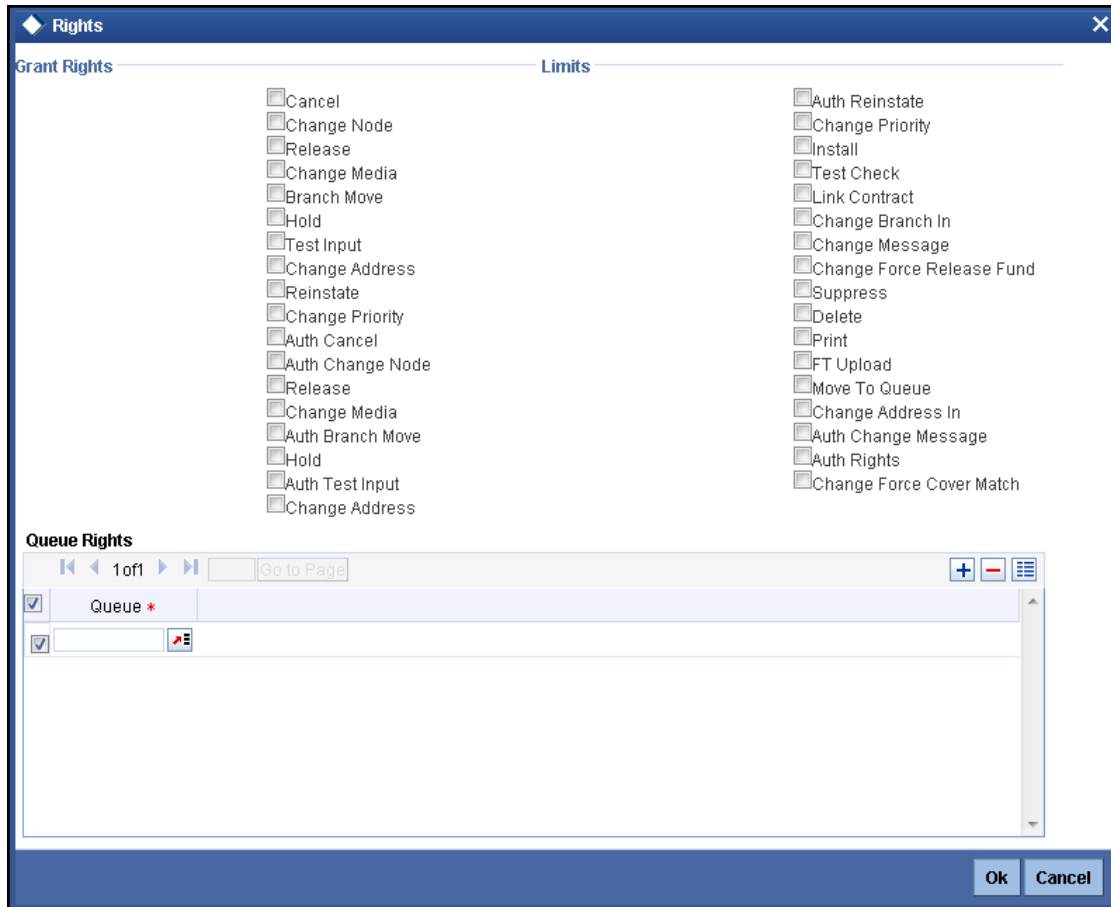 Rights
Grant Rights
Cancel
Change Node
Release
Change Media
Branch Move
Hold
Test Input
Change Address
Reinstate
Change Priority
Auth Cancel
Auth Change Node
Release
Change Media
Auth Branch Move
Hold
Auth Test Input
Change Address
Limits
Auth Reinstate
Change Priority
Install
Test Check
Link Contract
Change Branch In
Change Message
Change Force Release Fund
Suppress
Delete
Print
FT Upload
Move To Queue
Change Address In
Auth Change Message
Auth Rights
Change Force Cover Match
Queue Rights
1of1 Go to Page
Queue *
Ok Cancel